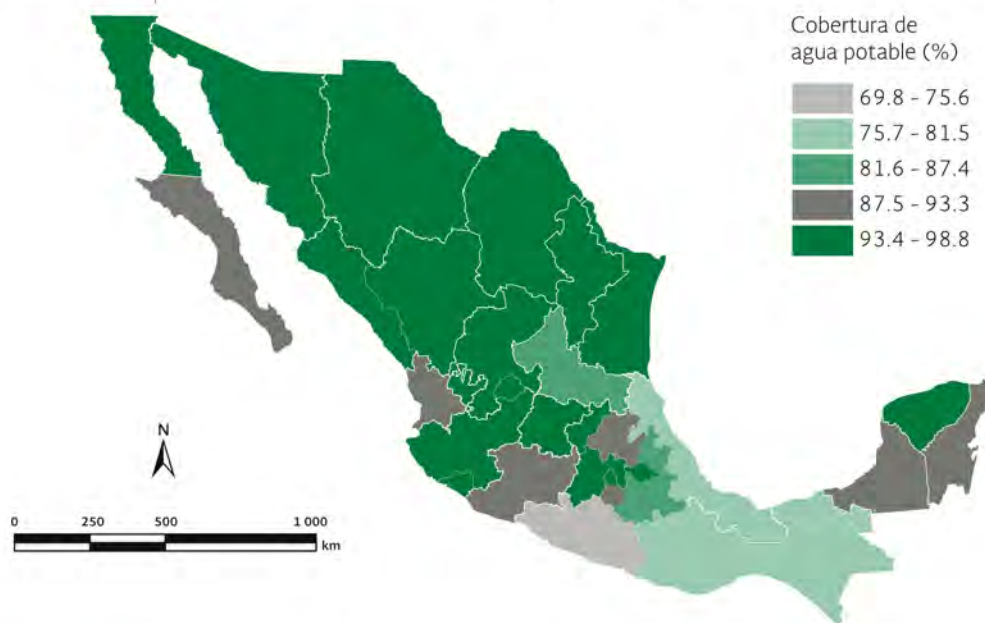 Cobertura de
agua potable (%)
69.8 - 75.6
75.7 - 81.5
81.6 - 87.4
87.5 - 93.3
93.4 - 98.8
N
0 250 500 1 000
km